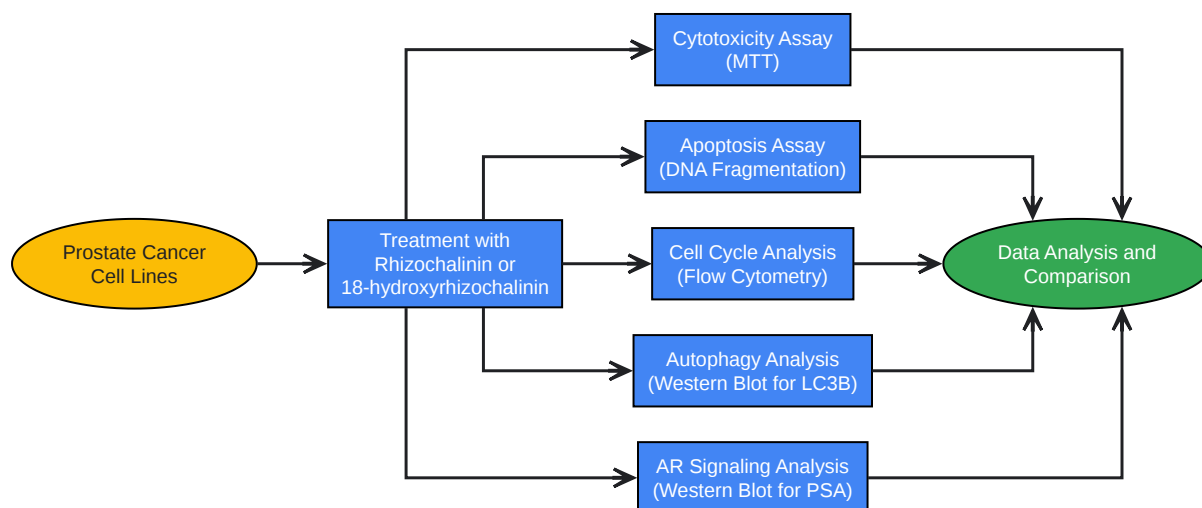 Prostate Cancer
Cell Lines
Treatment with
Rhizochalinin or
18-hydroxyrhizochalinin
Cytotoxicity Assay
(MTT)
Apoptosis Assay
(DNA Fragmentation)
Cell Cycle Analysis
(Flow Cytometry)
Autophagy Analysis
(Western Blot for LC3B)
AR Signaling Analysis
(Western Blot for PSA)
Data Analysis and
Comparison